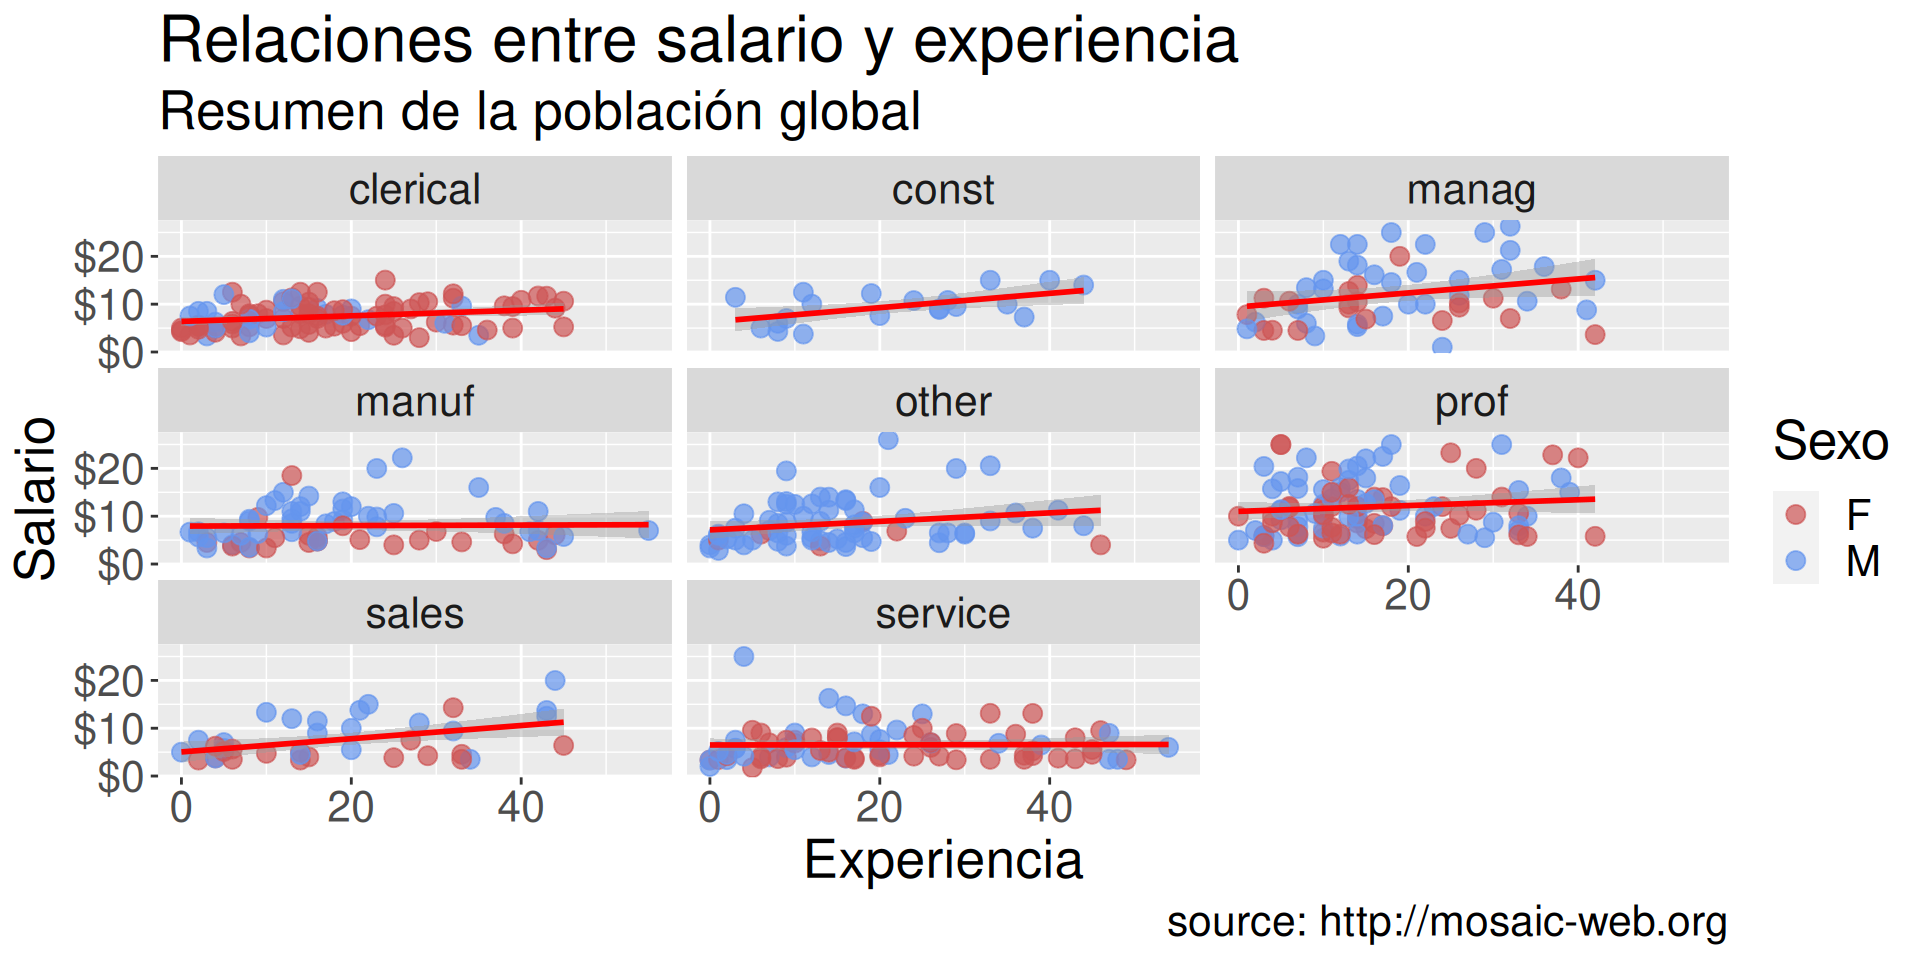 Relaciones entre salario y experiencia
Resumen de la población global
clerical
const
manag
$20
$10
$0
manuf
other
prof
$20
$10
$0
0 20 40
sales
service
$20
$10
$0
0 20 40
0 20 40
Salario
Experiencia
Sexo
F
M
source: http://mosaic-web.org